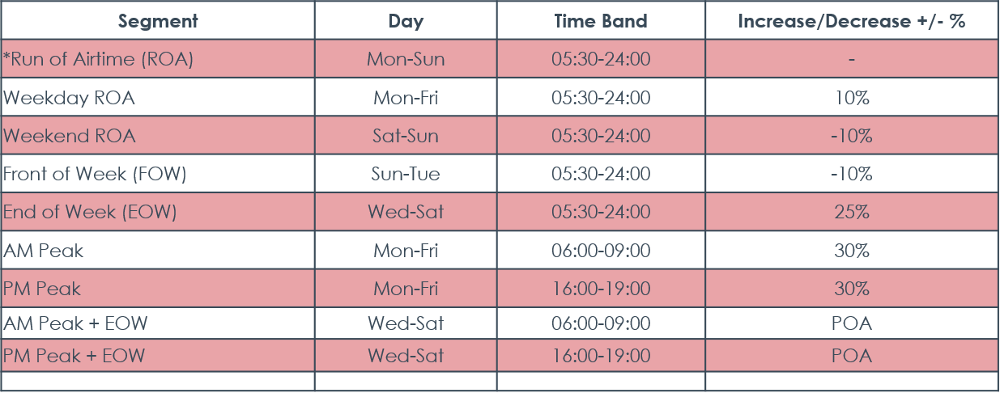 Segment Day Time Band Increase/Decrease +/- %
*Run of Airtime (ROA) Mon-Sun 05:30-24:00 -
Weekday ROA Mon-Fri 05:30-24:00 10%
Weekend ROA Sat-Sun 05:30-24:00 -10%
Front of Week (FOW) Sun-Tue 05:30-24:00 -10%
End of Week (EOW) Wed-Sat 05:30-24:00 25%
AM Peak Mon-Fri 06:00-09:00 30%
PM Peak Mon-Fri 16:00-19:00 30%
AM Peak + EOW Wed-Sat 06:00-09:00 POA
PM Peak + EOW Wed-Sat 16:00-19:00 POA